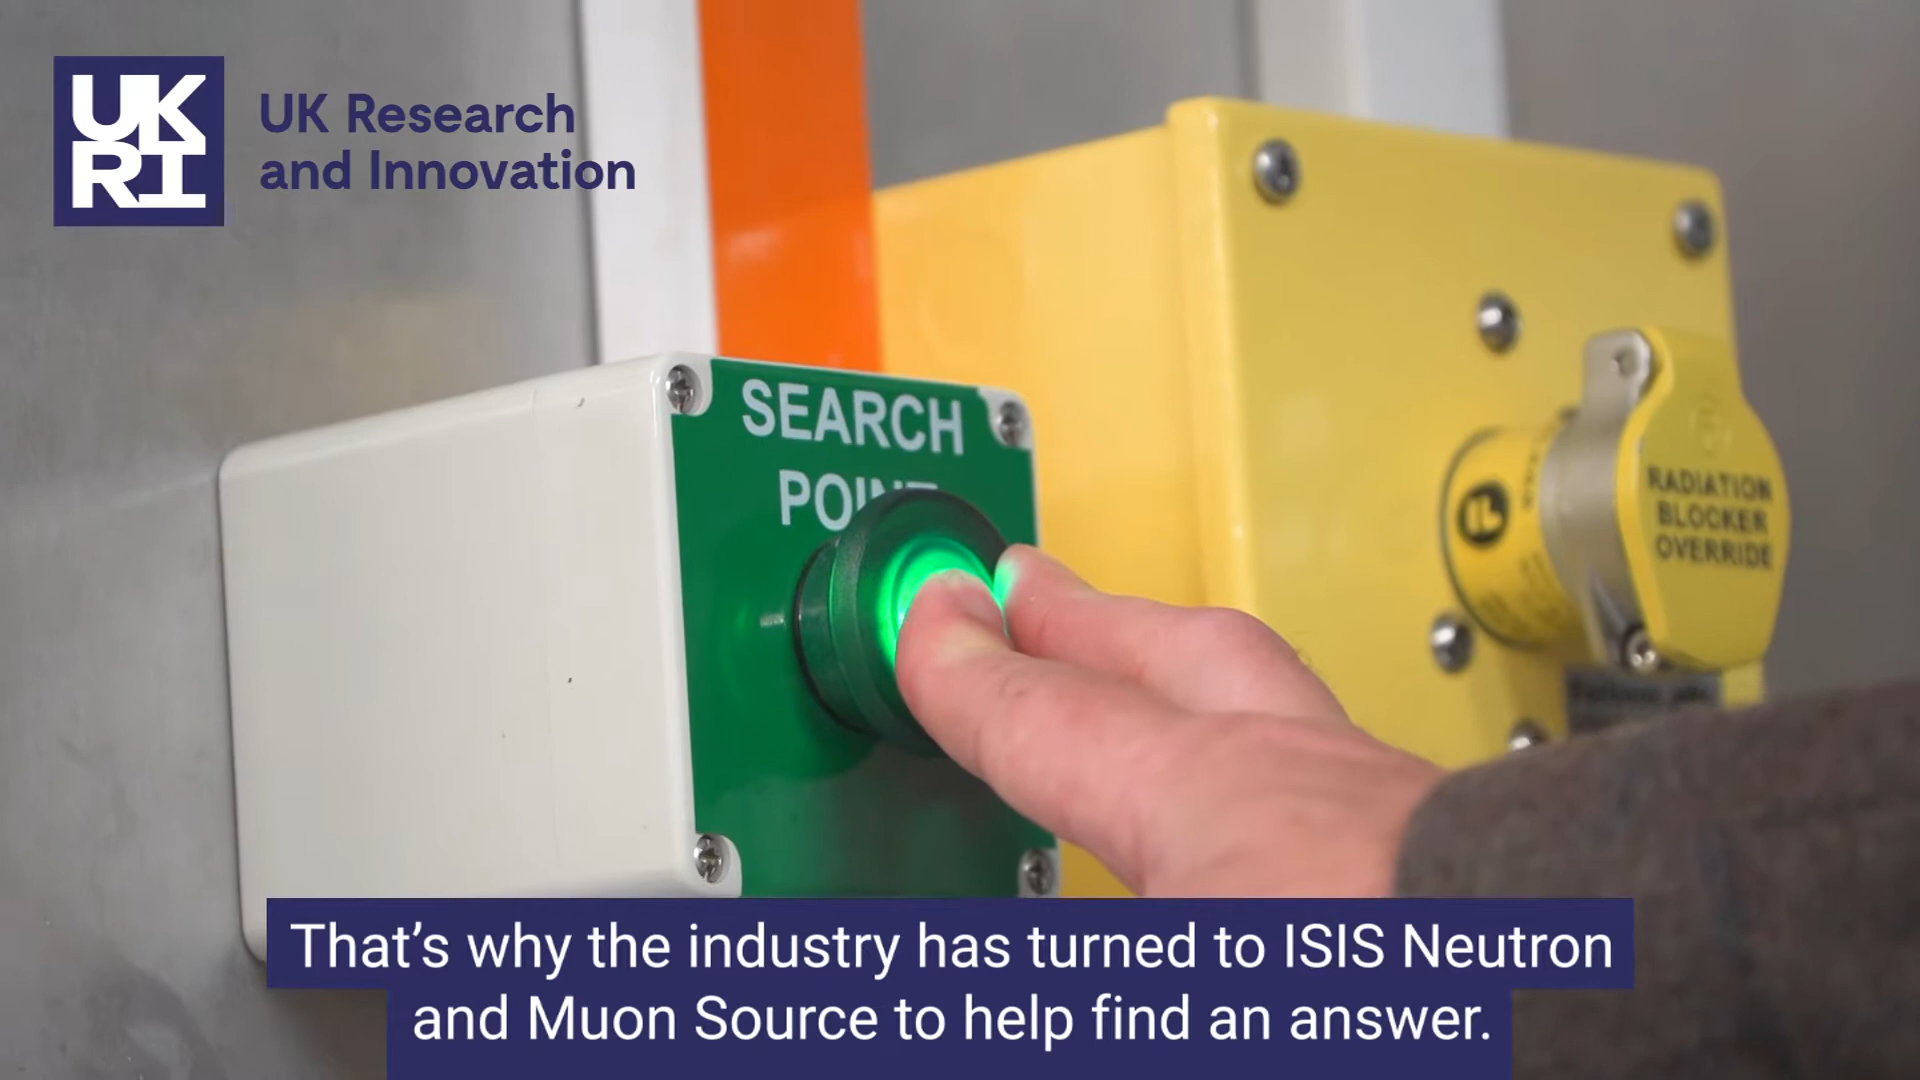 UK
RI
UK Research
and Innovation
SEARCH
POINT
RADIATION
BLOCKER
OVERRIDE
That's why the industry has turned to ISIS Neutron
and Muon Source to help find an answer.